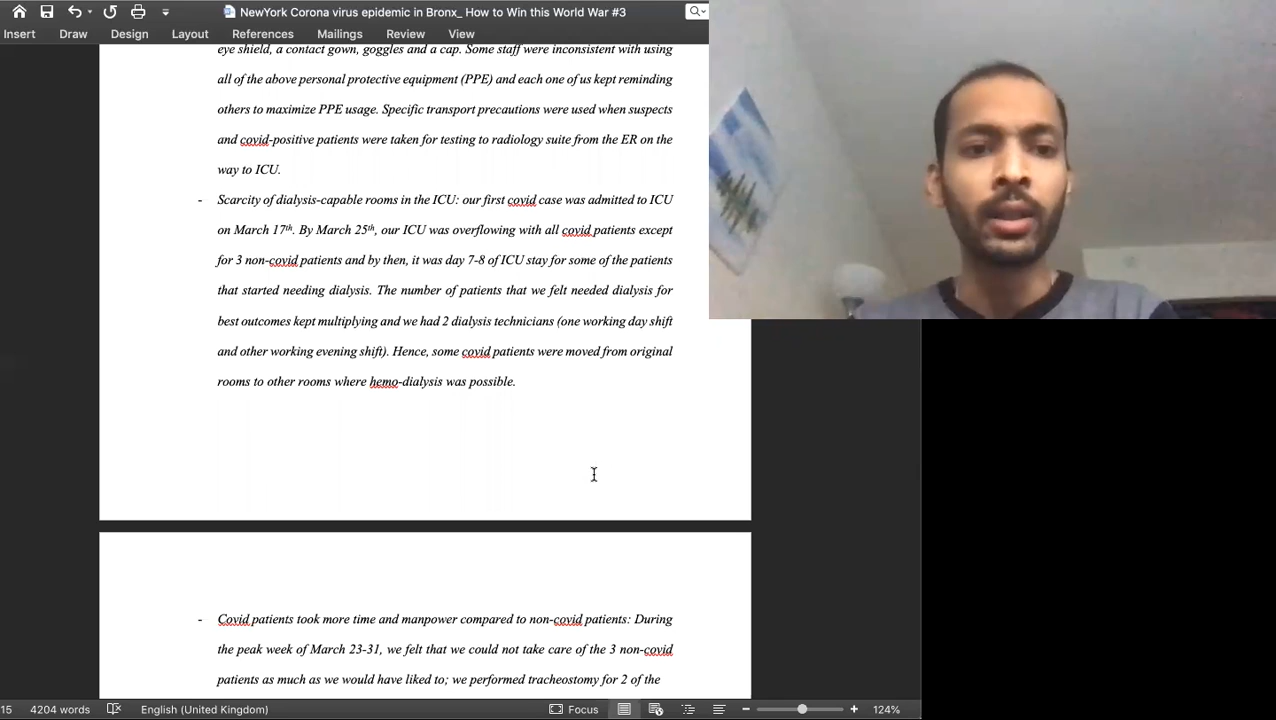 NewYork Corona virus epidemic in Bronx_ How to Win this World War #3
Insert Draw Design Layout References Mailings Review View
eye shield, a contact gown, goggles and a cap. Some staff were inconsistent with using
all of the above personal protective equipment (PPE) and each one of us kept reminding
others to maximize PPE usage. Specific transport precautions were used when suspects
and covid-positive patients were taken for testing to radiology suite from the ER on the
way to ICU.
- Scarcity of dialysis-capable rooms in the ICU: our first covid case was admitted to ICU
on March 17th. By March 25th, our ICU was overflowing with all covid patients except
for 3 non-covid patients and by then, it was day 7-8 of ICU stay for some of the patients
that started needing dialysis. The number of patients that we felt needed dialysis for
best outcomes kept multiplying and we had 2 dialysis technicians (one working day shift
and other working evening shift). Hence, some covid patients were moved from original
rooms to other rooms where hemo-dialysis was possible.
- Covid patients took more time and manpower compared to non-covid patients: During
the peak week of March 23-31, we felt that we could not take care of the 3 non-covid
patients as much as we would have liked to; we performed tracheostomy for 2 of the
15 4204 words English (United Kingdom) Focus 124%